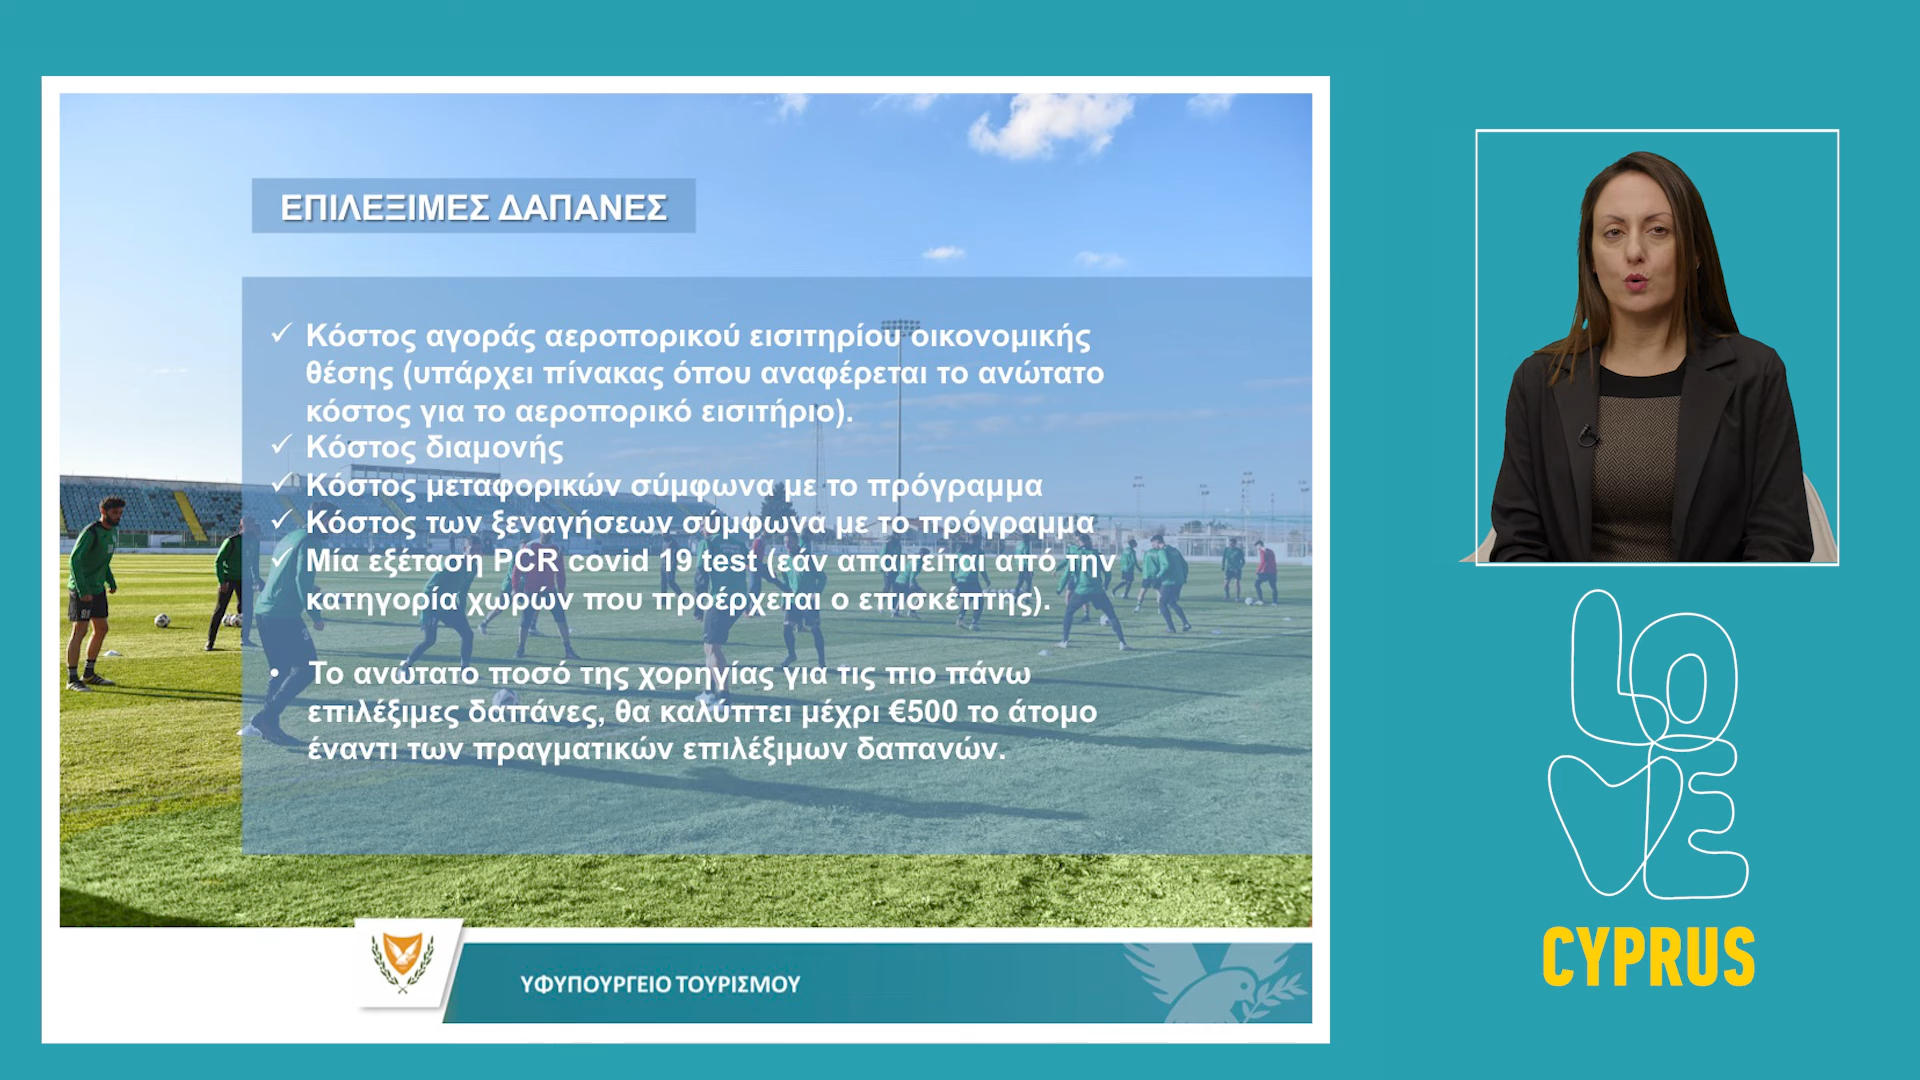 ΕΠΙΛΕΞΙΜΕΣ ΔΑΠΑΝΕΣ
✓ Κόστος αγοράς αεροπορικού εισιτηρίου οικονομικής
θέσης (υπάρχει πίνακας όπου αναφέρεται το ανώτατο
κόστος για το αεροπορικό εισιτήριο).
✓ Κόστος διαμονής
✓ Κόστος μεταφορικών σύμφωνα με το πρόγραμμα
✓ Κόστος των ξεναγήσεων σύμφωνα με το πρόγραμμα
✓ Μία εξέταση PCR covid 19 test (εάν απαιτείται από την
κατηγορία χωρών που προέρχεται ο επισκέπτης).
• Το ανώτατο ποσό της χορηγίας για τις πιο πάνω
επιλέξιμες δαπάνες, θα καλύπτει μέχρι €500 το άτομο
έναντι των πραγματικών επιλέξιμων δαπανών.
ΥΦΥΠΟΥΡΓΕΙΟ ΤΟΥΡΙΣΜΟΥ
LO
VE
CYPRUS